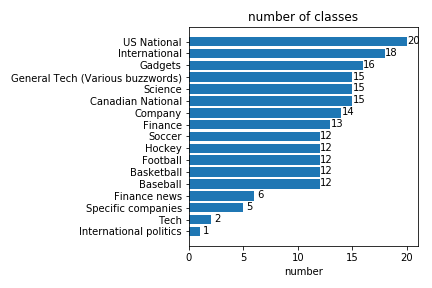 number of classes
US National 20
International 18
Gadgets 16
General Tech (Various buzzwords) 15
Science 15
Canadian National 15
Company 14
Finance 13
Soccer 12
Hockey 12
Football 12
Basketball 12
Baseball 12
Finance news 6
Specific companies 5
Tech 2
International politics 1
0 5 10 15 20
number